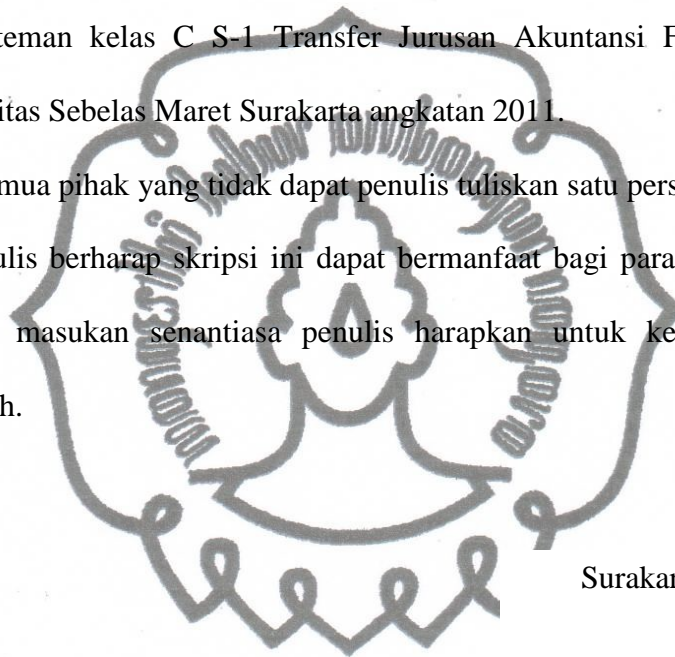 teman kelas C S-1 Transfer Jurusan Akuntansi F
itas Sebelas Maret Surakarta angkatan 2011.
mua pihak yang tidak dapat penulis tuliskan satu pers
ulis berharap skripsi ini dapat bermanfaat bagi para
masukan senantiasa penulis harapkan untuk ke
h.
Surakar